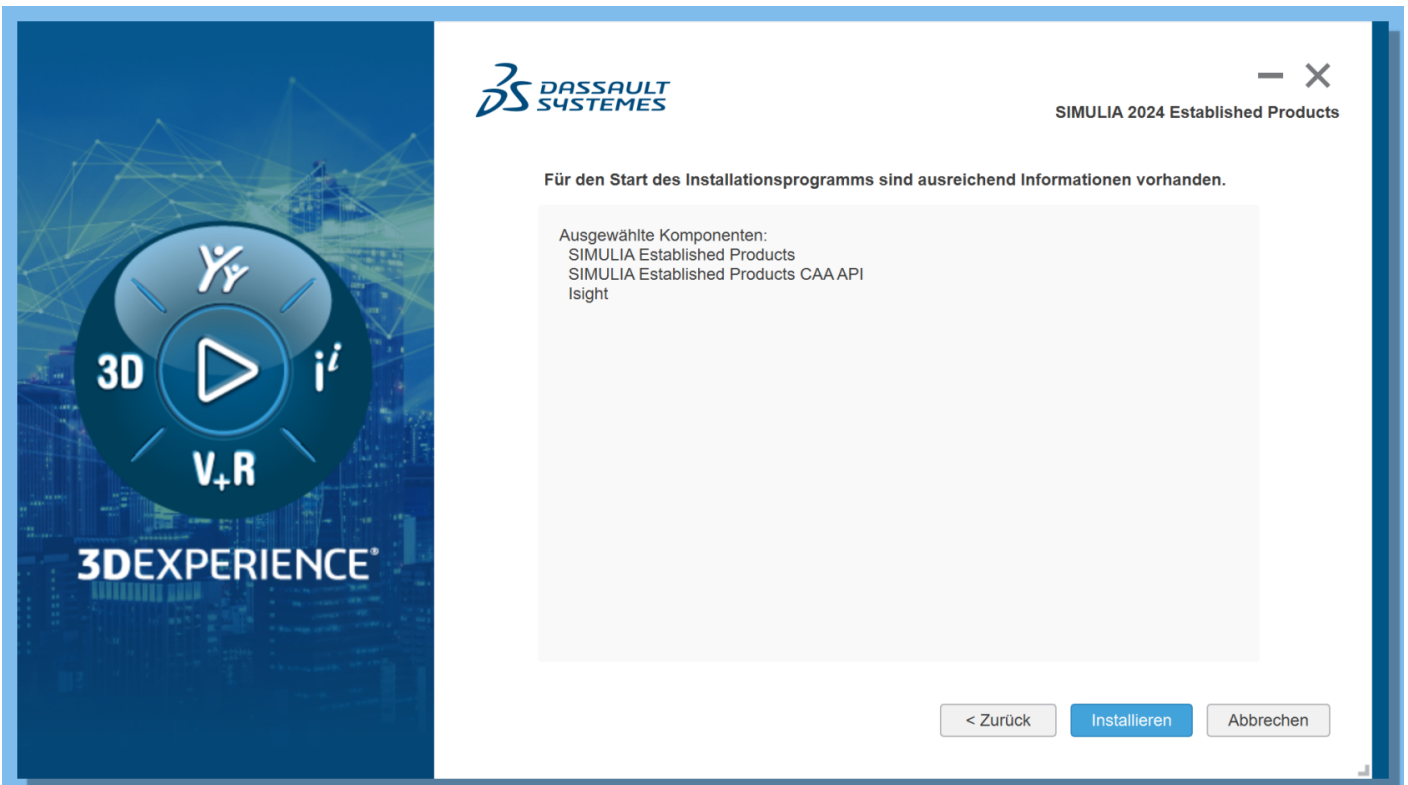 DASSAULT
SYSTEMES
SIMULIA 2024 Established Products
Für den Start des Installationsprogramms sind ausreichend Informationen vorhanden.
Ausgewählte Komponenten:
SIMULIA Established Products
SIMULIA Established Products CAA API
Isight
3D
i i
V+R
3DEXPERIENCE®
< Zurück
Installieren
Abbrechen